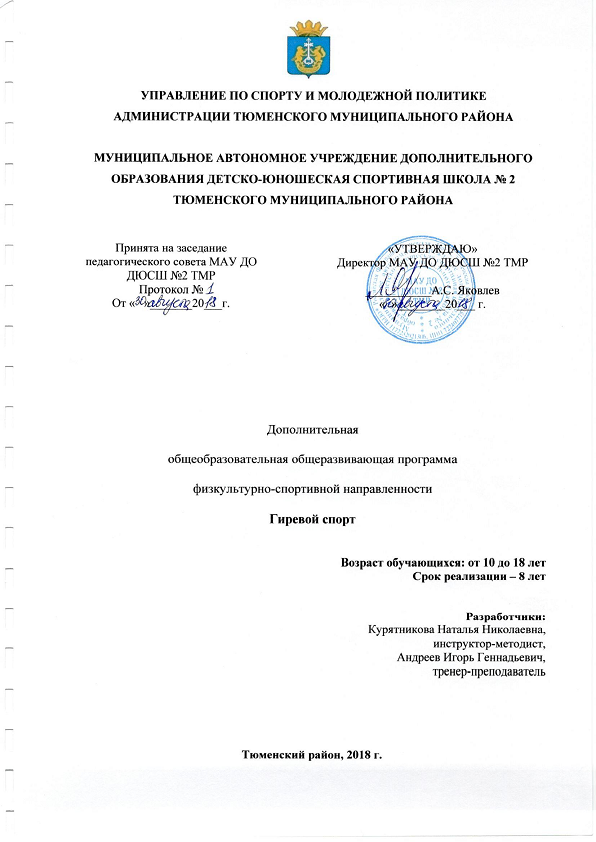 УПРАВЛЕНИЕ ПО СПОРТУ И МОЛОДЕЖНОЙ ПОЛИТИКЕ
АДМИНИСТРАЦИИ ТЮМЕНСКОГО МУНИЦИПАЛЬНОГО РАЙОНА
МУНИЦИПАЛЬНОЕ АВТОНОМНОЕ УЧРЕЖДЕНИЕ ДОПОЛНИТЕЛЬНОГО
ОБРАЗОВАНИЯ ДЕТСКО-ЮНОШЕСКАЯ СПОРТИВНАЯ ШКОЛА № 2
ТЮМЕНСКОГО МУНИЦИПАЛЬНОГО РАЙОНА
Принята на заседание
педагогического совета МАУ ДО
ДЮСШ №2 ТМР
Протокол № 1
От «30» августа 2018 г.
«УТВЕРЖДАЮ»
Директор МАУ ДО ДЮСШ №2 ТМР
А.С. Яковлев
«30» августа 2018 г.
Дополнительная
общеобразовательная общеразвивающая программа
физкультурно-спортивной направленности
Гиревой спорт
Возраст обучающихся: от 10 до 18 лет
Срок реализации – 8 лет
Разработчики:
Курятникова Наталья Николаевна,
инструктор-методист,
Андреев Игорь Геннадьевич,
тренер-преподаватель
Тюменский район, 2018 г.